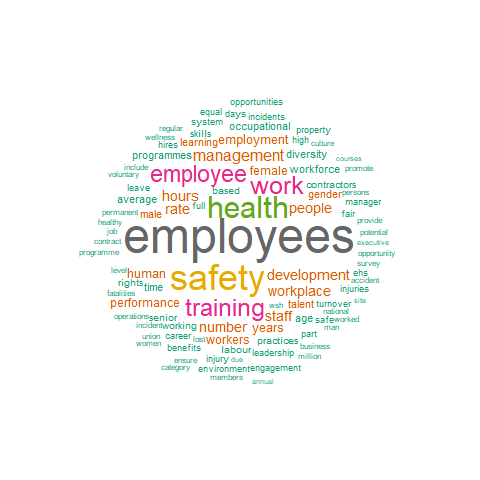 opportunities
equal days incidents
regular system occupational property
wellness skills high culture
hires learning employment
programmes management diversity courses
include employee female workforce promote
voluntary
leave based work contractors
average hours health gender persons
permanent male rate full people fair manager
healthy provide
job employees potential
contract executive
programme opportunity
level human safety development ehs survey
rights time workplace accident
fatalities injuries
performance training wsh talent turnover site
operations senior staff age safe national worked
incident working number years man
union career lost workers practices part
women benefits labour leadership business
ensure injury due million
category environment engagement
members annual